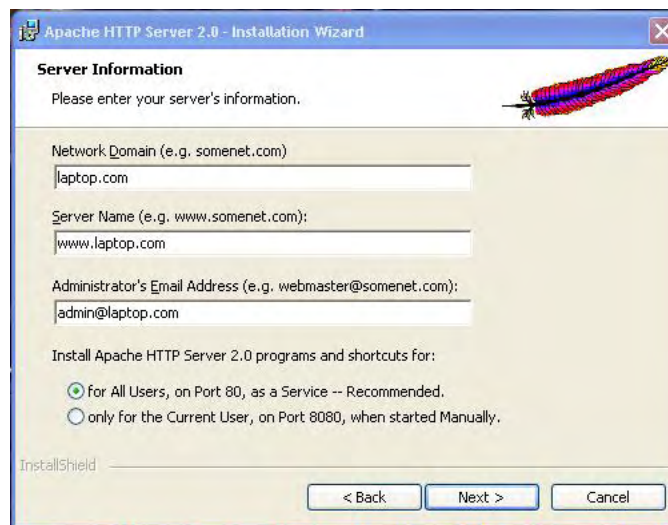 Apache HTTP Server 2.0 - Installation Wizard
Server Information
Please enter your server's information.
Network Domain (e.g. somenet.com)
laptop.com
Server Name (e.g. www.somenet.com):
www.laptop.com
Administrator's Email Address (e.g. webmaster@somenet.com):
admin@laptop.com
Install Apache HTTP Server 2.0 programs and shortcuts for:
for All Users, on Port 80, as a Service -- Recommended.
only for the Current User, on Port 8080, when started Manually.
InstallShield
< Back Next > Cancel